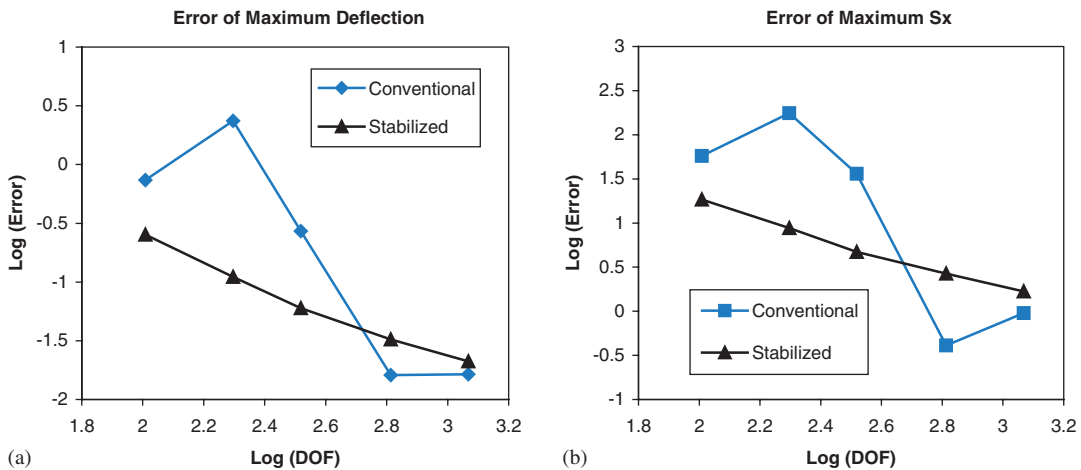 Error of Maximum Deflection
1
0.5
0
-0.5
-1
-1.5
-2
Log (Error)
1.8 2 2.2 2.4 2.6 2.8 3 3.2
Log (DOF)
Conventional
Stabilized
(a)
Error of Maximum Sx
3
2.5
2
1.5
1
0.5
0
-0.5
-1
Log (Error)
1.8 2 2.2 2.4 2.6 2.8 3 3.2
Log (DOF)
Conventional
Stabilized
(b)